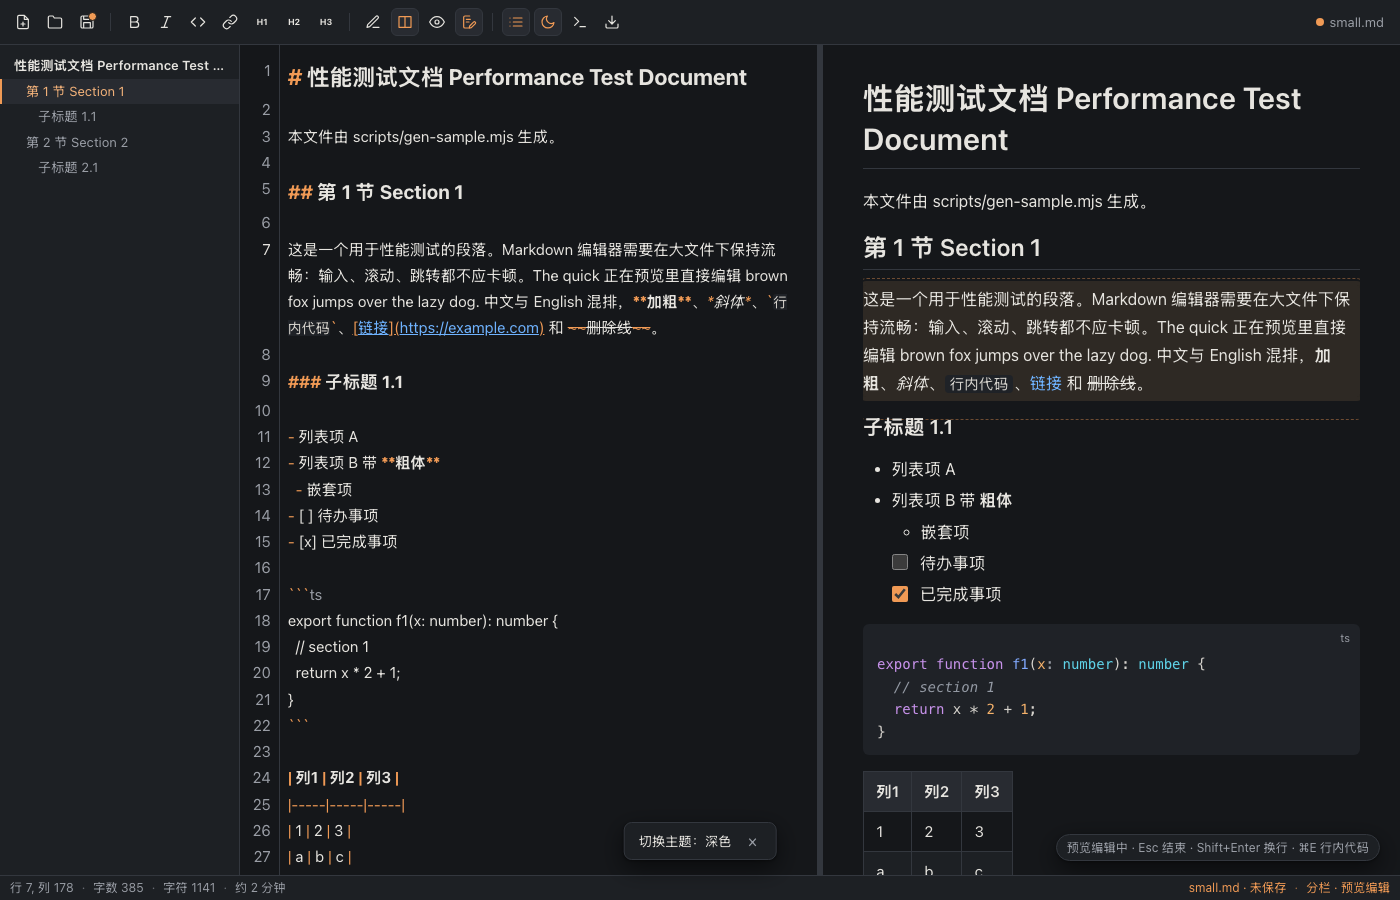 B I H1 H2 H3
small.md
性能测试文档 Performance Test ...
第 1 节 Section 1
子标题 1.1
第 2 节 Section 2
子标题 2.1
1 # 性能测试文档 Performance Test Document
2
3 本文件由 scripts/gen-sample.mjs 生成。
4
5 ## 第 1 节 Section 1
6
7 这是一个用于性能测试的段落。Markdown 编辑器需要在大文件下保持流
畅：输入、滚动、跳转都不应卡顿。The quick 正在预览里直接编辑 brown
fox jumps over the lazy dog. 中文与 English 混排，**加粗**、*斜体*、`行
内代码`、[链接](https://example.com) 和 ~~删除线~~。
8
9 ### 子标题 1.1
10
11 - 列表项 A
12 - 列表项 B 带 **粗体**
13 - 嵌套项
14 - [ ] 待办事项
15 - [x] 已完成事项
16
17 ```ts
18 export function f1(x: number): number {
19 // section 1
20 return x * 2 + 1;
21 }
22 ```
23
24 | 列1 | 列2 | 列3 |
25 |-----|-----|-----|
26 | 1 | 2 | 3 |
27 | a | b | c |
性能测试文档 Performance Test
Document
本文件由 scripts/gen-sample.mjs 生成。
第 1 节 Section 1
这是一个用于性能测试的段落。Markdown 编辑器需要在大文件下保
持流畅：输入、滚动、跳转都不应卡顿。The quick 正在预览里直接
编辑 brown fox jumps over the lazy dog. 中文与 English 混排，加
粗、斜体、行内代码、链接 和 删除线。
子标题 1.1
• 列表项 A
• 列表项 B 带 粗体
◦ 嵌套项
待办事项
已完成事项
ts
export function f1(x: number): number {
// section 1
return x * 2 + 1;
}
列1 列2 列3
1 2 3
a b c
切换主题：深色 ×
预览编辑中 · Esc 结束 · Shift+Enter 换行 · ⌘E 行内代码
行 7, 列 178 · 字数 385 · 字符 1141 · 约 2 分钟
small.md · 未保存 · 分栏 · 预览编辑